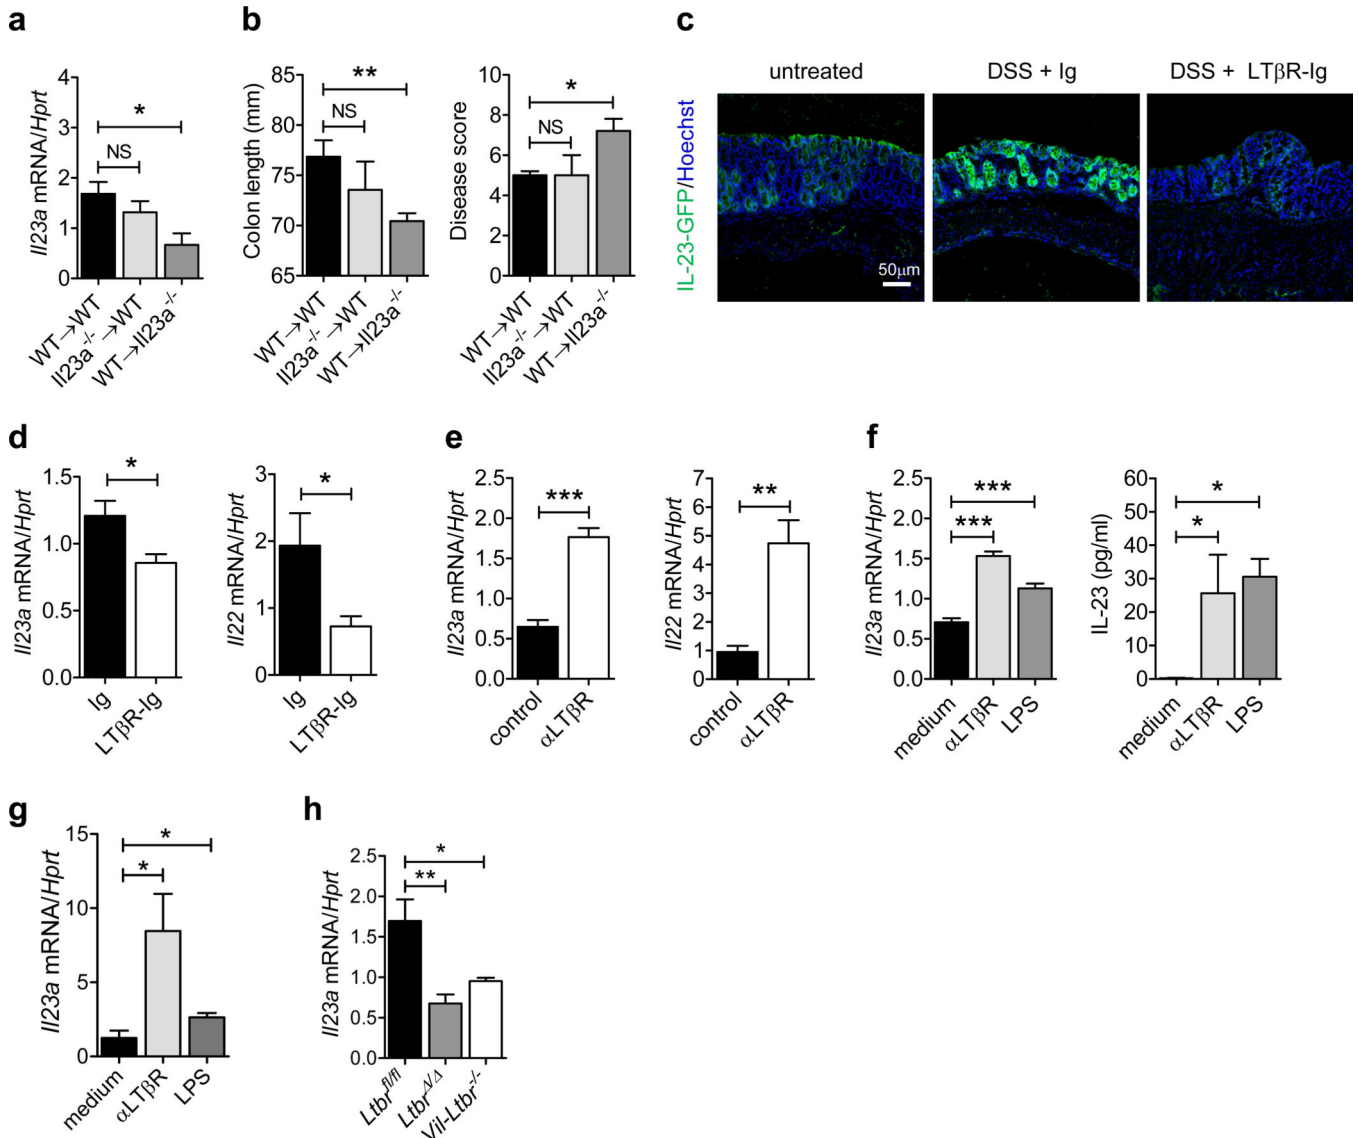 a
Il23a mRNA/Hprt
4
3
2
1
0
*
NS
WT→WT
Il23a-/-→WT
WT→Il23a-/-
b
Colon length (mm)
85
80
75
70
65
**
NS
WT→WT
Il23a-/-→WT
WT→Il23a-/-
Disease score
10
8
6
4
2
0
*
NS
WT→WT
Il23a-/-→WT
WT→Il23a-/-
c
untreated
DSS + Ig
DSS + LTβR-Ig
IL-23-GFP/Hoechst
50μm
d
Il23a mRNA/Hprt
1.5
1.0
0.5
0.0
*
Ig
LTβR-Ig
Il22 mRNA/Hprt
3
2
1
0
*
Ig
LTβR-Ig
e
Il23a mRNA/Hprt
2.5
2.0
1.5
1.0
0.5
0.0
***
control
αLTβR
Il22 mRNA/Hprt
7
6
5
4
3
2
1
0
**
control
αLTβR
f
Il23a mRNA/Hprt
2.5
2.0
1.5
1.0
0.5
0.0
***
***
medium
αLTβR
LPS
IL-23 (pg/ml)
60
50
40
30
20
10
0
*
*
medium
αLTβR
LPS
g
Il23a mRNA/Hprt
15
10
5
0
*
*
medium
αLTβR
LPS
h
Il23a mRNA/Hprt
2.5
2.0
1.5
1.0
0.5
0.0
*
**
Ltbrfl/fl
LtbrΔ/Δ
Vil-Ltbr-/-